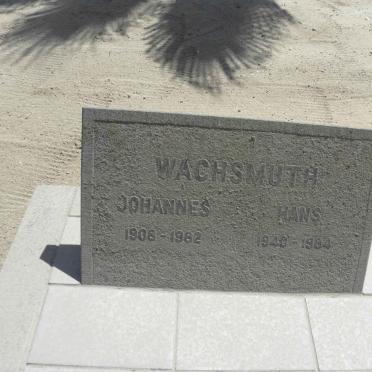 WACHSMUTH
JOHANNES HANS
1906 - 1982 1940 - 1984